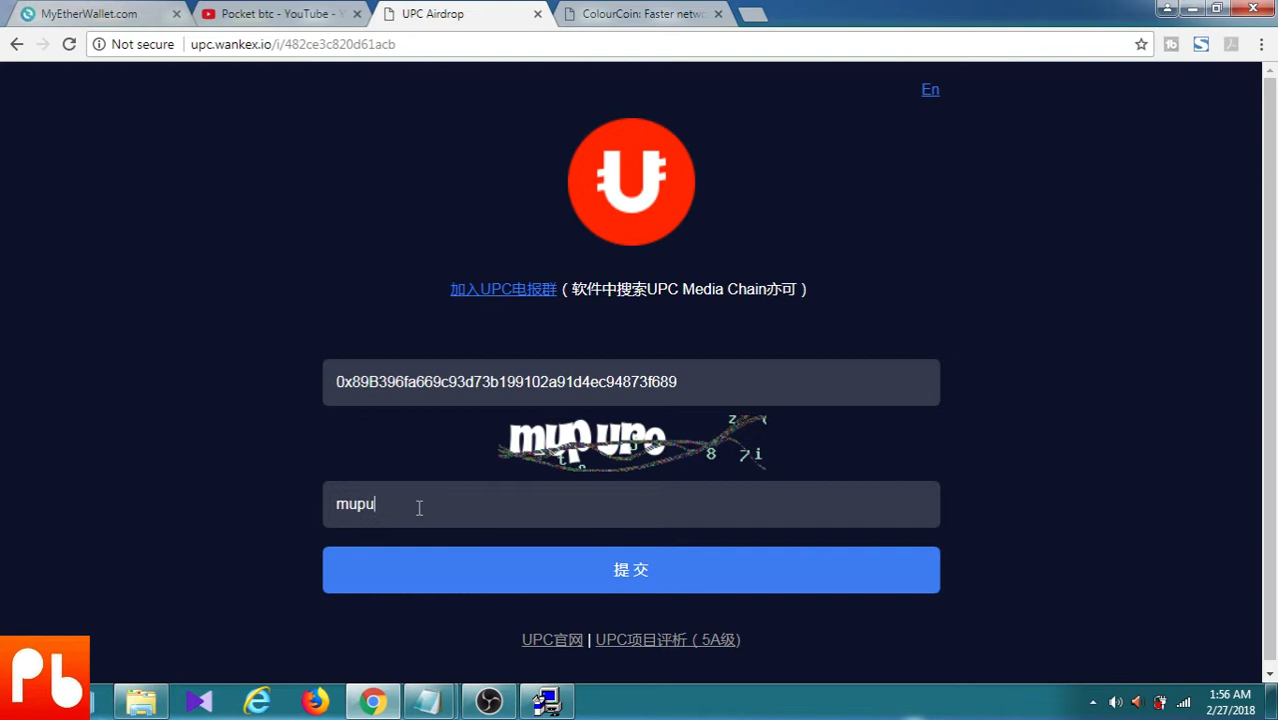 MyEtherWallet.com
Pocket btc - YouTube - Y
UPC Airdrop
ColourCoin: Faster netw
Not secure
upc.wankex.io/i/482ce3c820d61acb
En
U
加入UPC电报群（软件中搜索UPC Media Chain亦可）
0x89B396fa669c93d73b199102a91d4ec94873f689
mupu
提 交
UPC官网 | UPC项目评析（5A级）
Pb
1:56 AM
2/27/2018